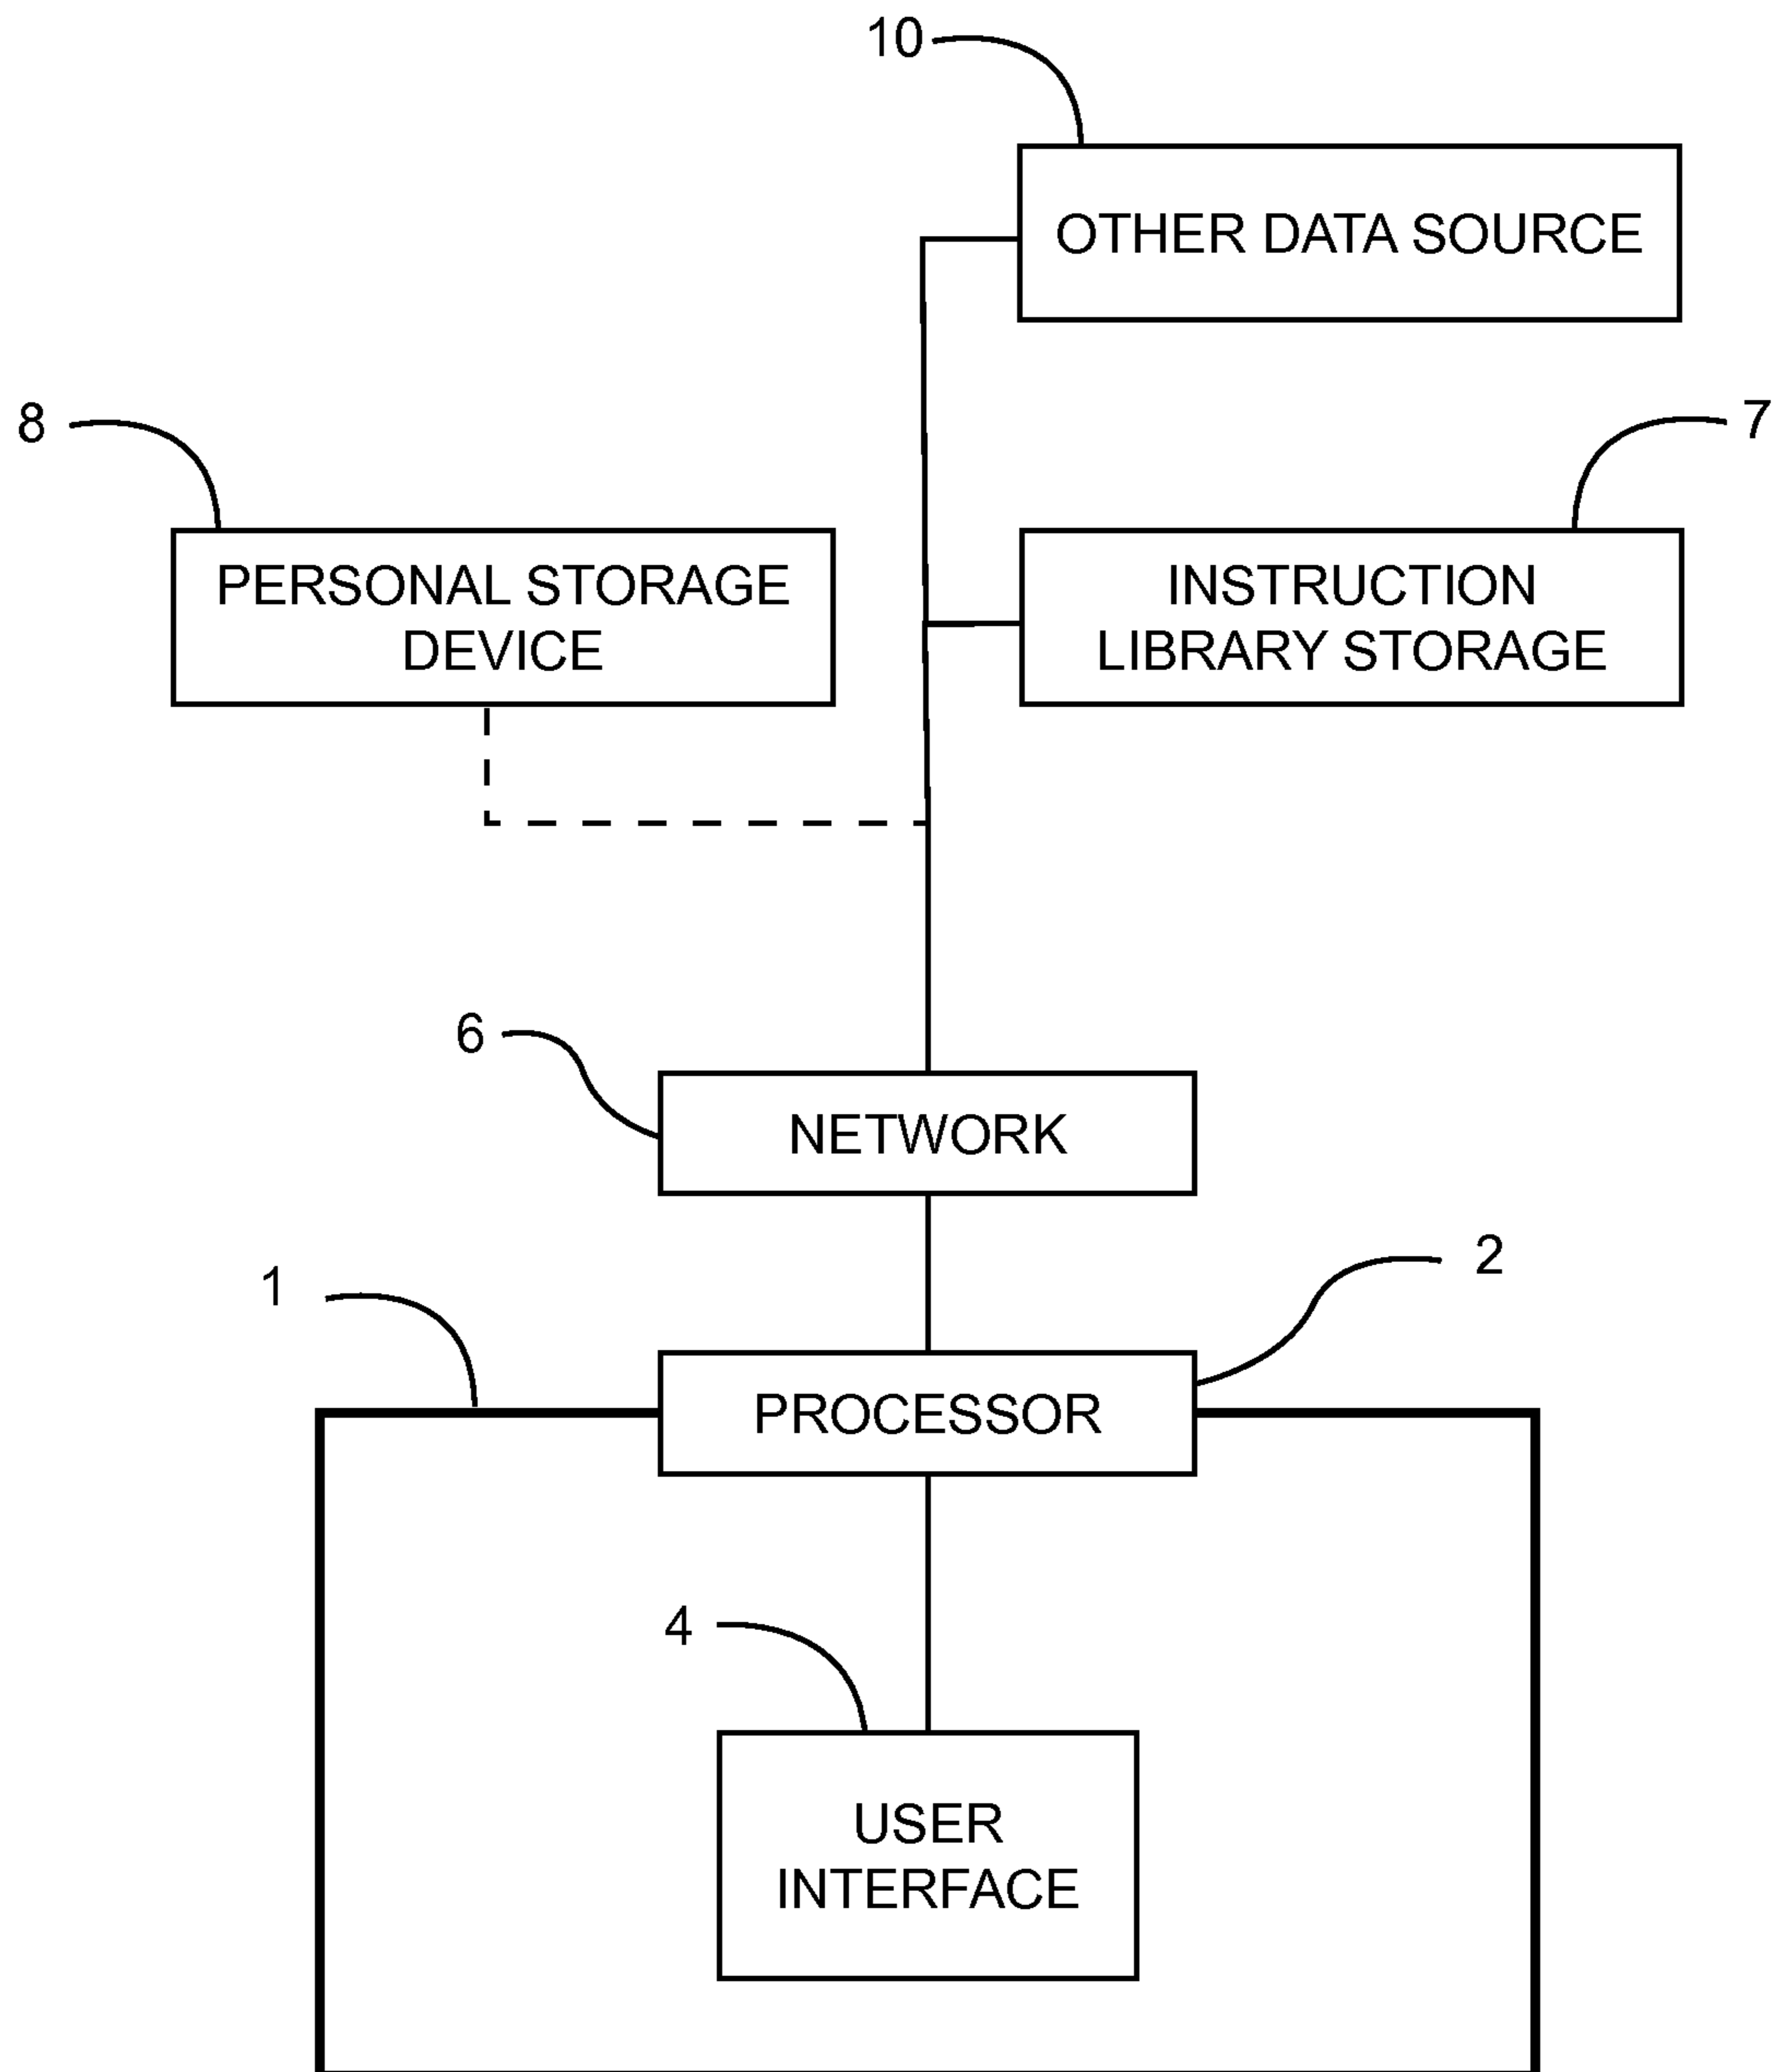 10
OTHER DATA SOURCE
8
7
PERSONAL STORAGE
DEVICE
INSTRUCTION
LIBRARY STORAGE
6
NETWORK
2
1
PROCESSOR
4
USER
INTERFACE